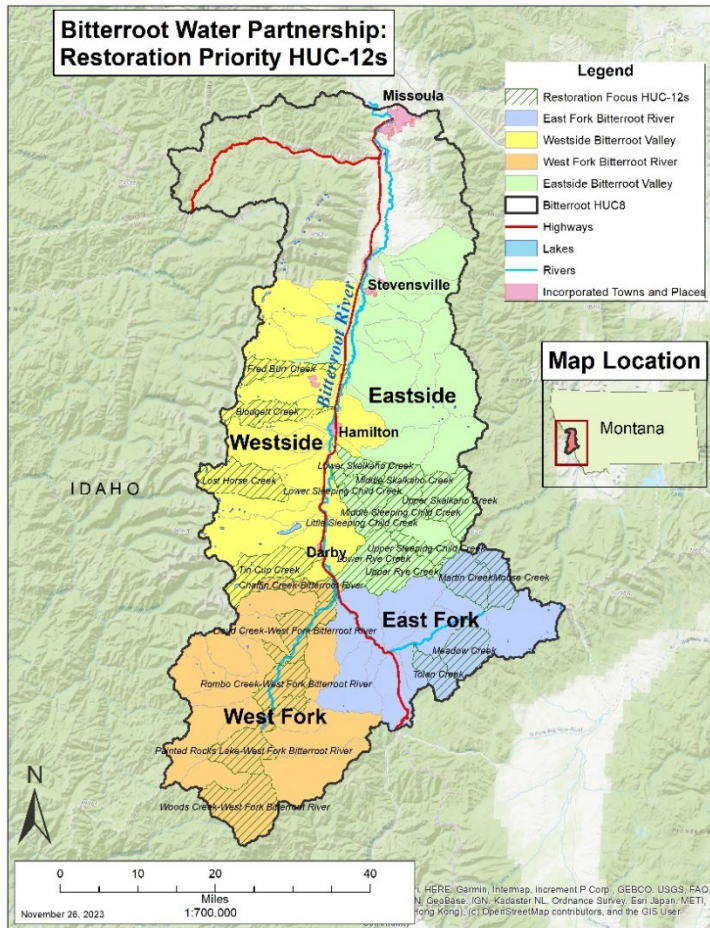 Bitterroot Water Partnership:
Restoration Priority HUC-12s
Legend
Restoration Focus HUC-12s
East Fork Bitterroot River
Westside Bitterroot Valley
West Fork Bitterroot River
Eastside Bitterroot Valley
Bitterroot HUC8
Highways
Lakes
Rivers
Incorporated Towns and Places
Missoula
Stevensville
Bitterroot River
Fred Burr Creek
Eastside
Map Location
Montana
Blodgett Creek
Westside
Hamilton
Lower Skalkaho Creek
Middle Skalkaho Creek
Lost Horse Creek
IDAHO
Lower Sleeping Child Creek
Upper Skalkaho Creek
Middle Sleeping Child Creek
Little Sleeping Child Creek
Darby
Upper Sleeping Child Creek
Lower Rye Creek
Tin Cup Creek
Upper Rye Creek
Martin Creek
Moose Creek
Chaffin Creek-Bitterroot River
East Fork
Creek-West Fork Bitterroot River
Meadow Creek
Tolan Creek
Rombo Creek-West Fork Bitterroot River
West Fork
Painted Rocks Lake-West Fork Bitterroot River
Woods Creek-West Fork Bitterroot River
N
0 10 20 40
Miles
1:700,000
November 26, 2023
HERE, Garmin, Intermap, increment P Corp., GEBCO, USGS, FAO,
N, GeoBase, IGN, Kadaster NL, Ordnance Survey, Esri Japan, METI,
Hong Kong), (c) OpenStreetMap contributors, and the GIS User